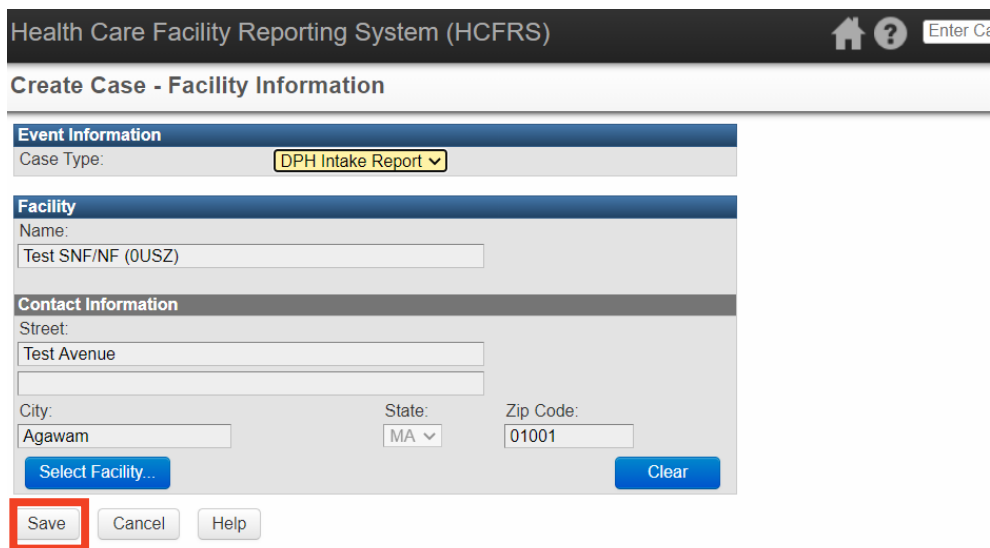 Health Care Facility Reporting System (HCFRS)
Enter Ca
Create Case - Facility Information
Event Information
Case Type: DPH Intake Report
Facility
Name:
Test SNF/NF (0USZ)
Contact Information
Street:
Test Avenue
City: State: Zip Code:
Agawam MA 01001
Select Facility... Clear
Save Cancel Help